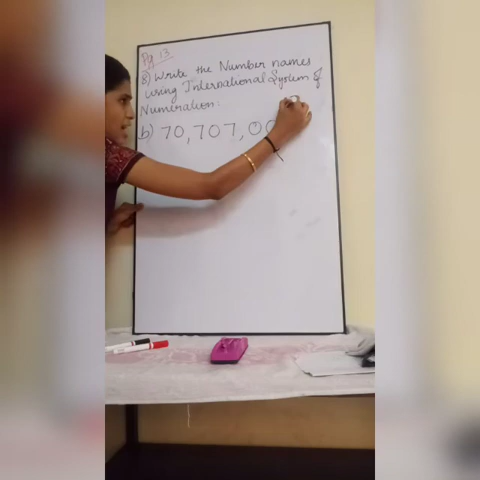 Pg 13
8) Write the Number names
using International System of
Numeration:
b) 70,707,00